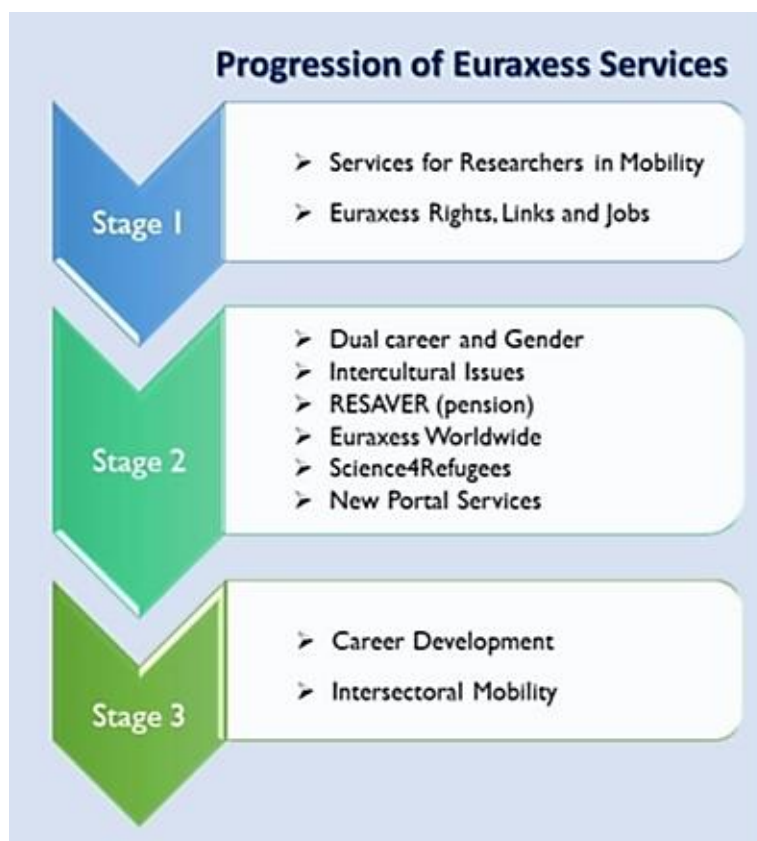 Progression of Euraxess Services
Stage 1
➢ Services for Researchers in Mobility
➢ Euraxess Rights, Links and Jobs
Stage 2
➢ Dual career and Gender
➢ Intercultural Issues
➢ RESAVER (pension)
➢ Euraxess Worldwide
➢ Science4Refugees
➢ New Portal Services
Stage 3
➢ Career Development
➢ Intersectoral Mobility